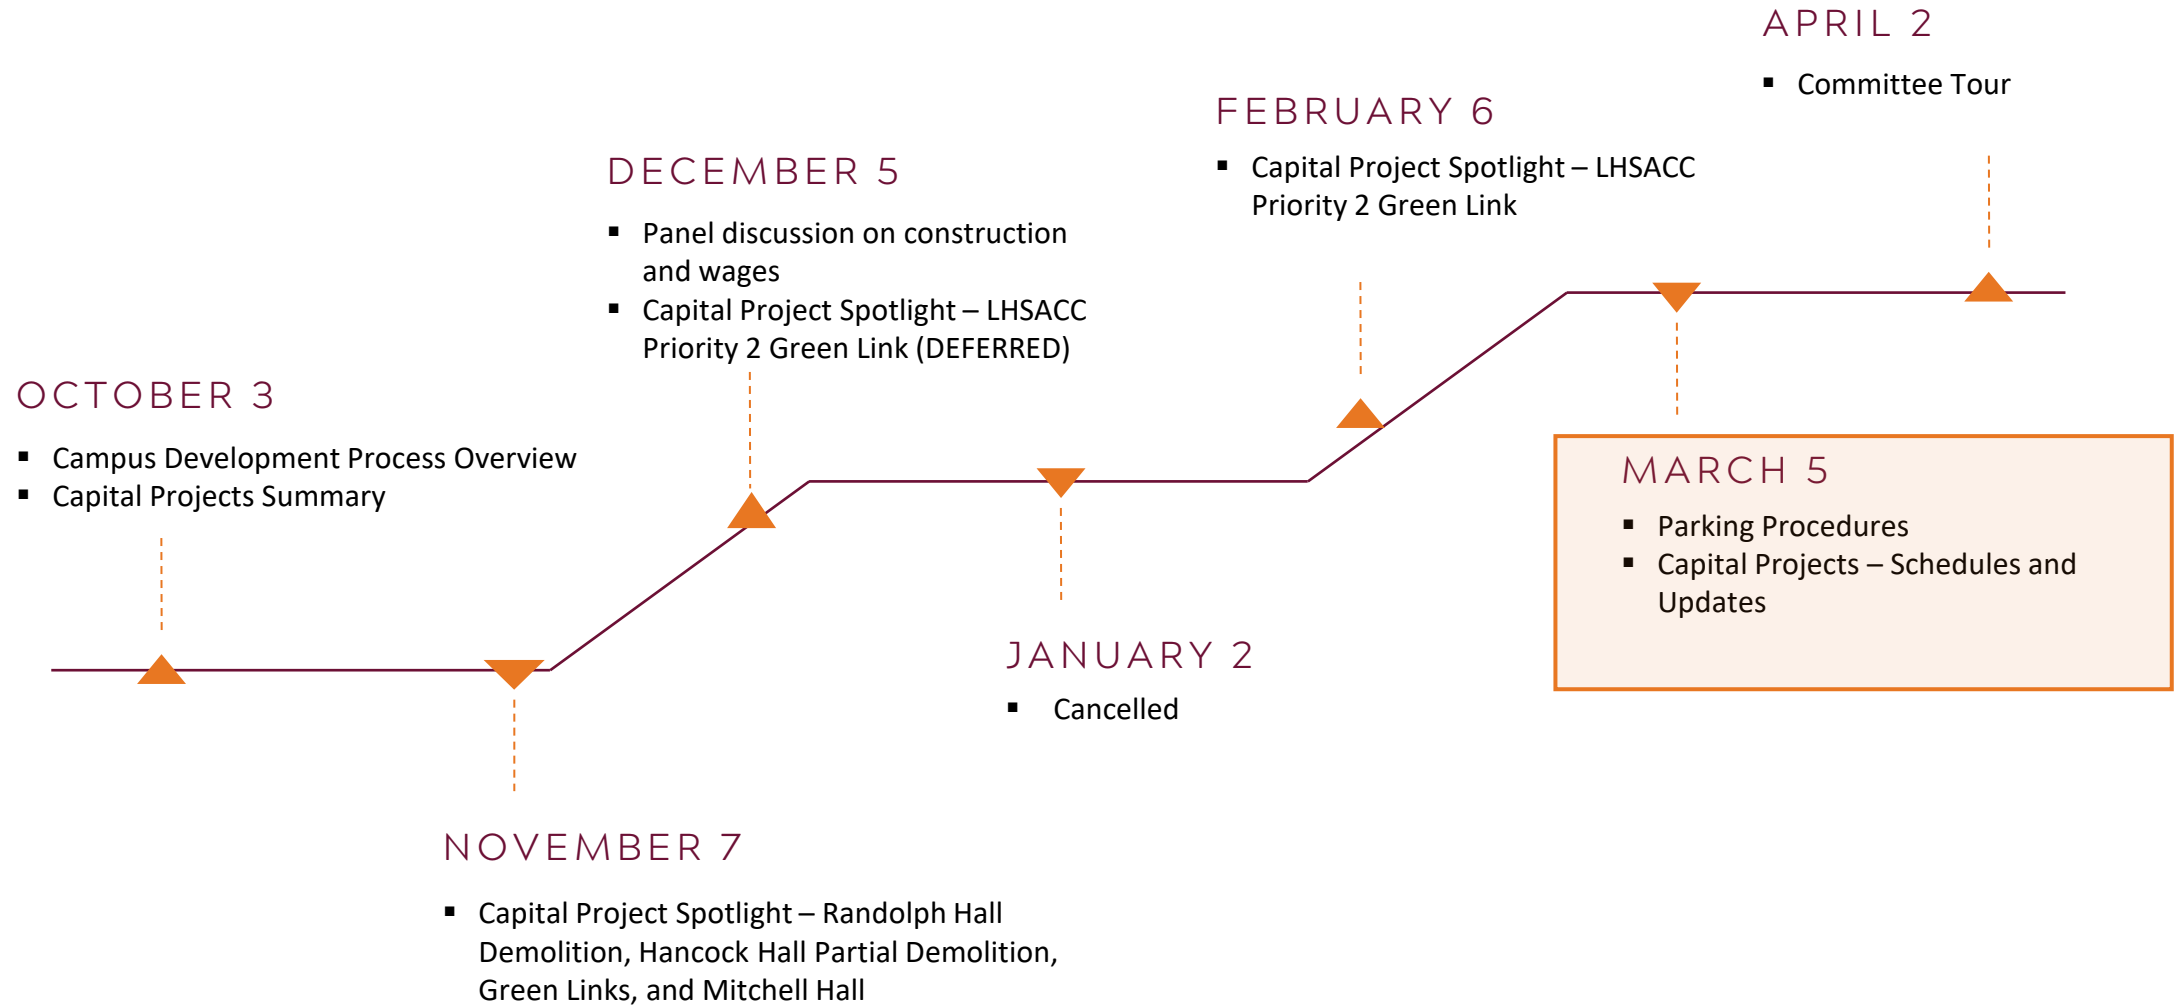 OCTOBER 3
▪ Campus Development Process Overview
▪ Capital Projects Summary
NOVEMBER 7
▪ Capital Project Spotlight – Randolph Hall
Demolition, Hancock Hall Partial Demolition,
Green Links, and Mitchell Hall
DECEMBER 5
▪ Panel discussion on construction
and wages
▪ Capital Project Spotlight – LHSACC
Priority 2 Green Link (DEFERRED)
JANUARY 2
▪ Cancelled
FEBRUARY 6
▪ Capital Project Spotlight – LHSACC
Priority 2 Green Link
MARCH 5
▪ Parking Procedures
▪ Capital Projects – Schedules and
Updates
APRIL 2
▪ Committee Tour